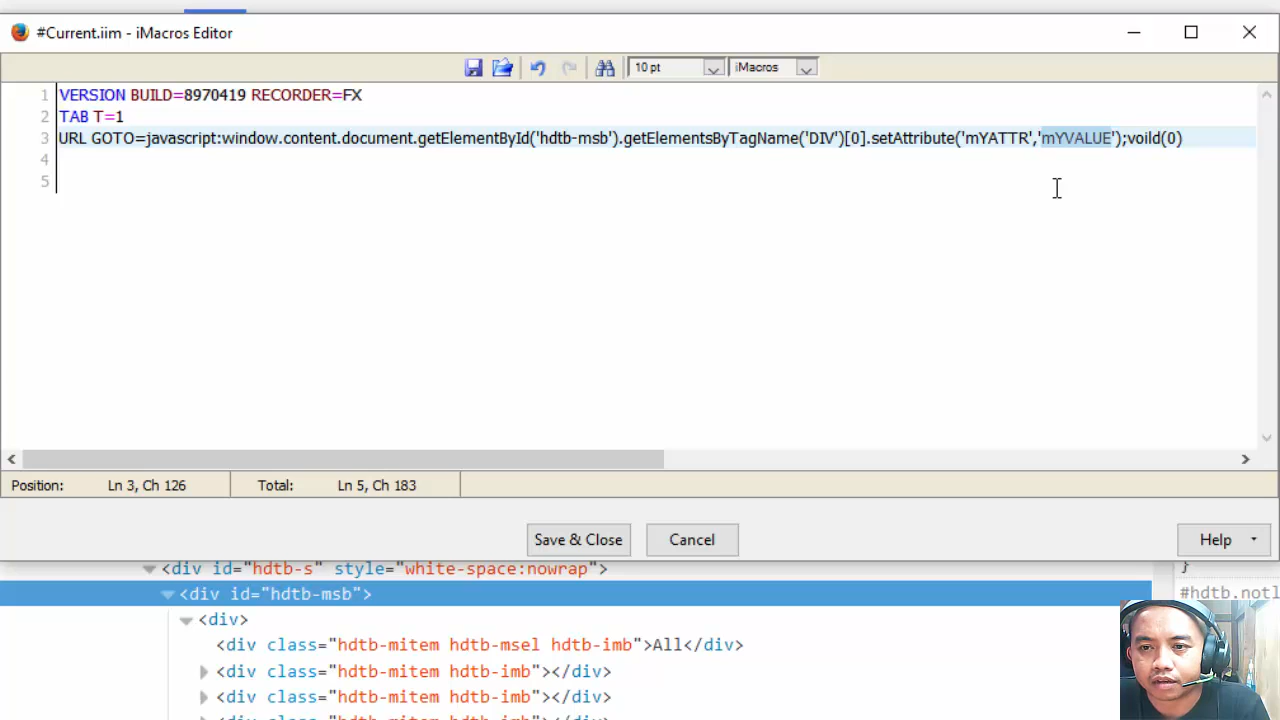 #Current.iim - iMacros Editor
10 pt iMacros
1 VERSION BUILD=8970419 RECORDER=FX
2 TAB T=1
3 URL GOTO=javascript:window.content.document.getElementById('hdtb-msb').getElementsByTagName('DIV')[0].setAttribute('mYATTR','mYVALUE');voild(0)
4
5
Position: Ln 3, Ch 126 Total: Ln 5, Ch 183
Save & Close Cancel Help
<div id="hdtb-s" style="white-space:nowrap"> }
<div id="hdtb-msb"> #hdtb.notl
<div>
<div class="hdtb-mitem hdtb-msel hdtb-imb">All</div>
<div class="hdtb-mitem hdtb-imb"></div>
<div class="hdtb-mitem hdtb-imb"></div>